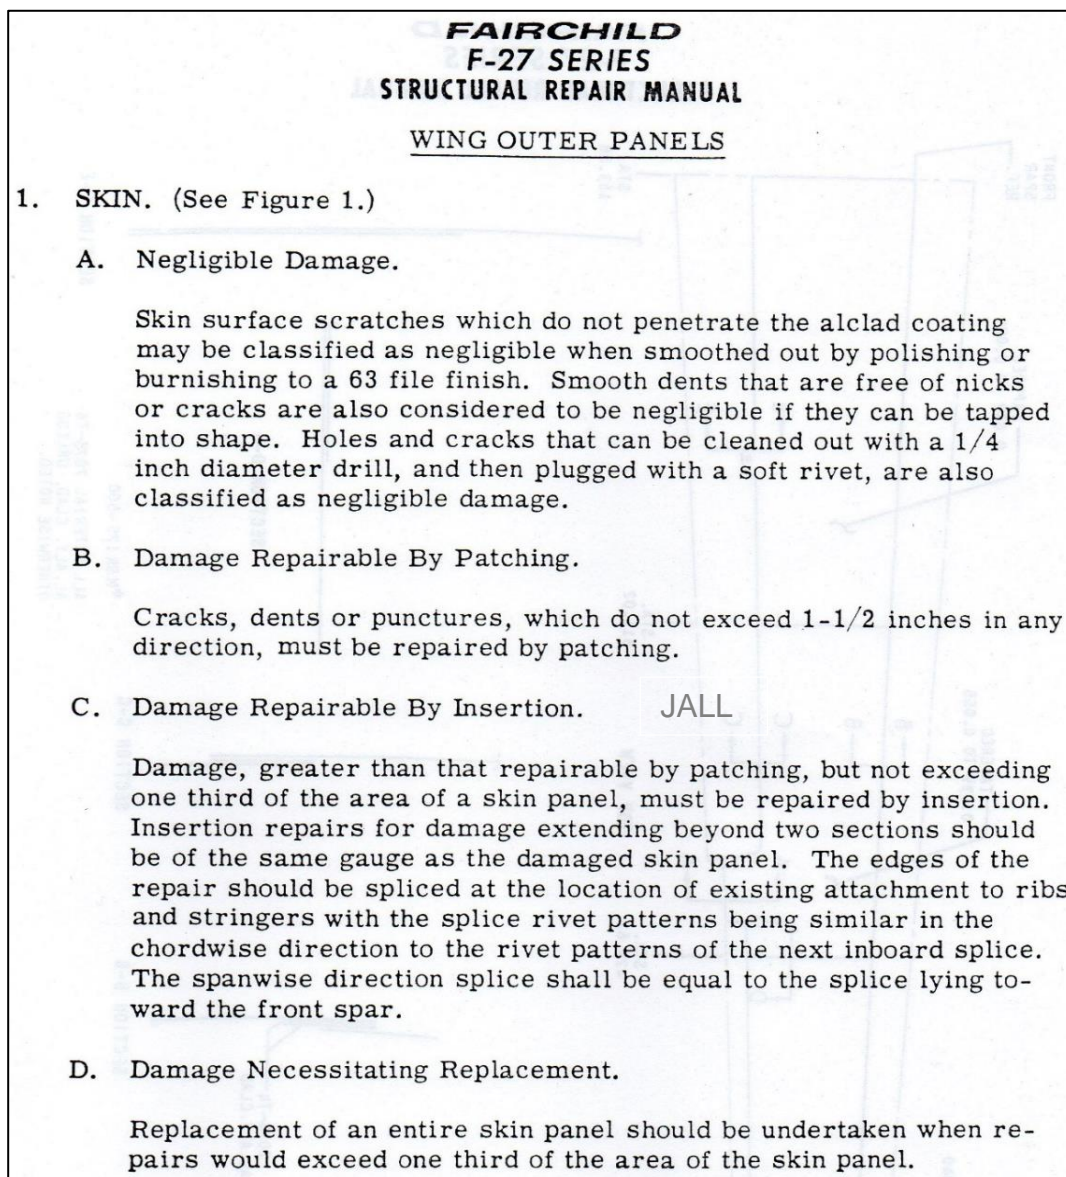 FAIRCHILD
F-27 SERIES
STRUCTURAL REPAIR MANUAL
WING OUTER PANELS
1. SKIN. (See Figure 1.)
A. Negligible Damage.
Skin surface scratches which do not penetrate the alclad coating
may be classified as negligible when smoothed out by polishing or
burnishing to a 63 file finish. Smooth dents that are free of nicks
or cracks are also considered to be negligible if they can be tapped
into shape. Holes and cracks that can be cleaned out with a 1/4
inch diameter drill, and then plugged with a soft rivet, are also
classified as negligible damage.
B. Damage Repairable By Patching.
Cracks, dents or punctures, which do not exceed 1-1/2 inches in any
direction, must be repaired by patching.
C. Damage Repairable By Insertion. JALL
Damage, greater than that repairable by patching, but not exceeding
one third of the area of a skin panel, must be repaired by insertion.
Insertion repairs for damage extending beyond two sections should
be of the same gauge as the damaged skin panel. The edges of the
repair should be spliced at the location of existing attachment to ribs
and stringers with the splice rivet patterns being similar in the
chordwise direction to the rivet patterns of the next inboard splice.
The spanwise direction splice shall be equal to the splice lying to-
ward the front spar.
D. Damage Necessitating Replacement.
Replacement of an entire skin panel should be undertaken when re-
pairs would exceed one third of the area of the skin panel.